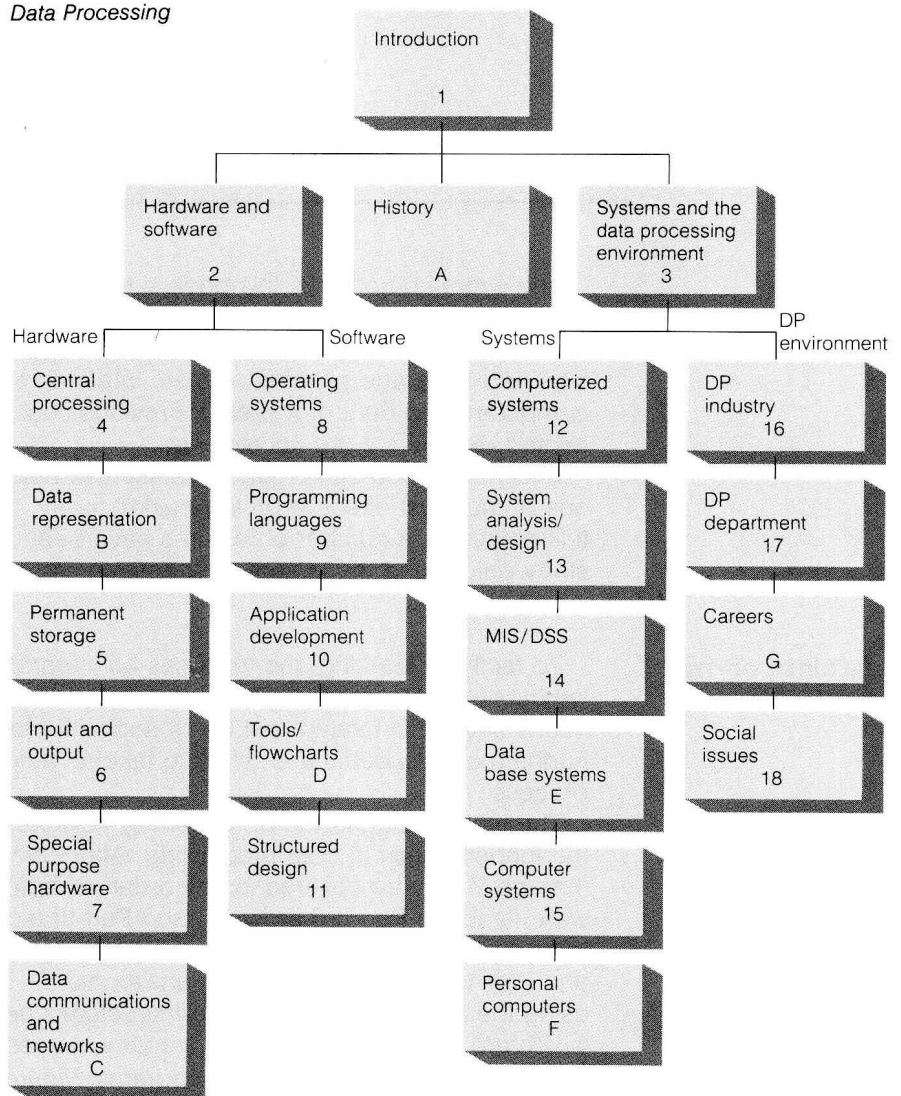 Data Processing
Introduction
1
Hardware and
software
2
History
A
Systems and the
data processing
environment
3
Hardware
Software
Systems
DP
environment
Central
processing
4
Data
representation
B
Permanent
storage
5
Input and
output
6
Special
purpose
hardware
7
Data
communications
and
networks
C
Operating
systems
8
Programming
languages
9
Application
development
10
Tools/
flowcharts
D
Structured
design
11
Computerized
systems
12
System
analysis/
design
13
MIS/DSS
14
Data
base systems
E
Computer
systems
15
Personal
computers
F
DP
industry
16
DP
department
17
Careers
G
Social
issues
18